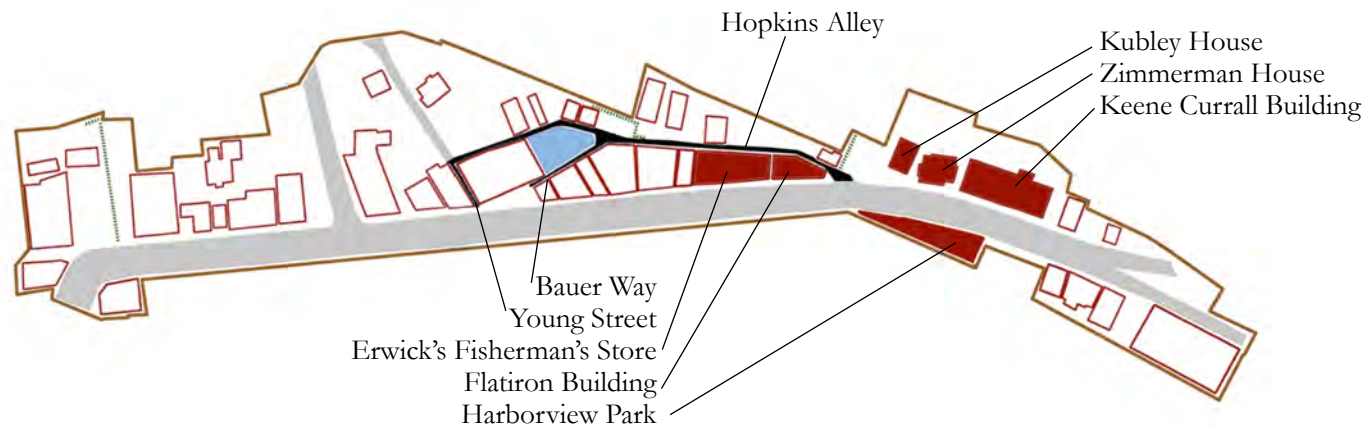 Hopkins Alley
Kubley House
Zimmerman House
Keene Currall Building
Bauer Way
Young Street
Erwick's Fisherman's Store
Flatiron Building
Harborview Park